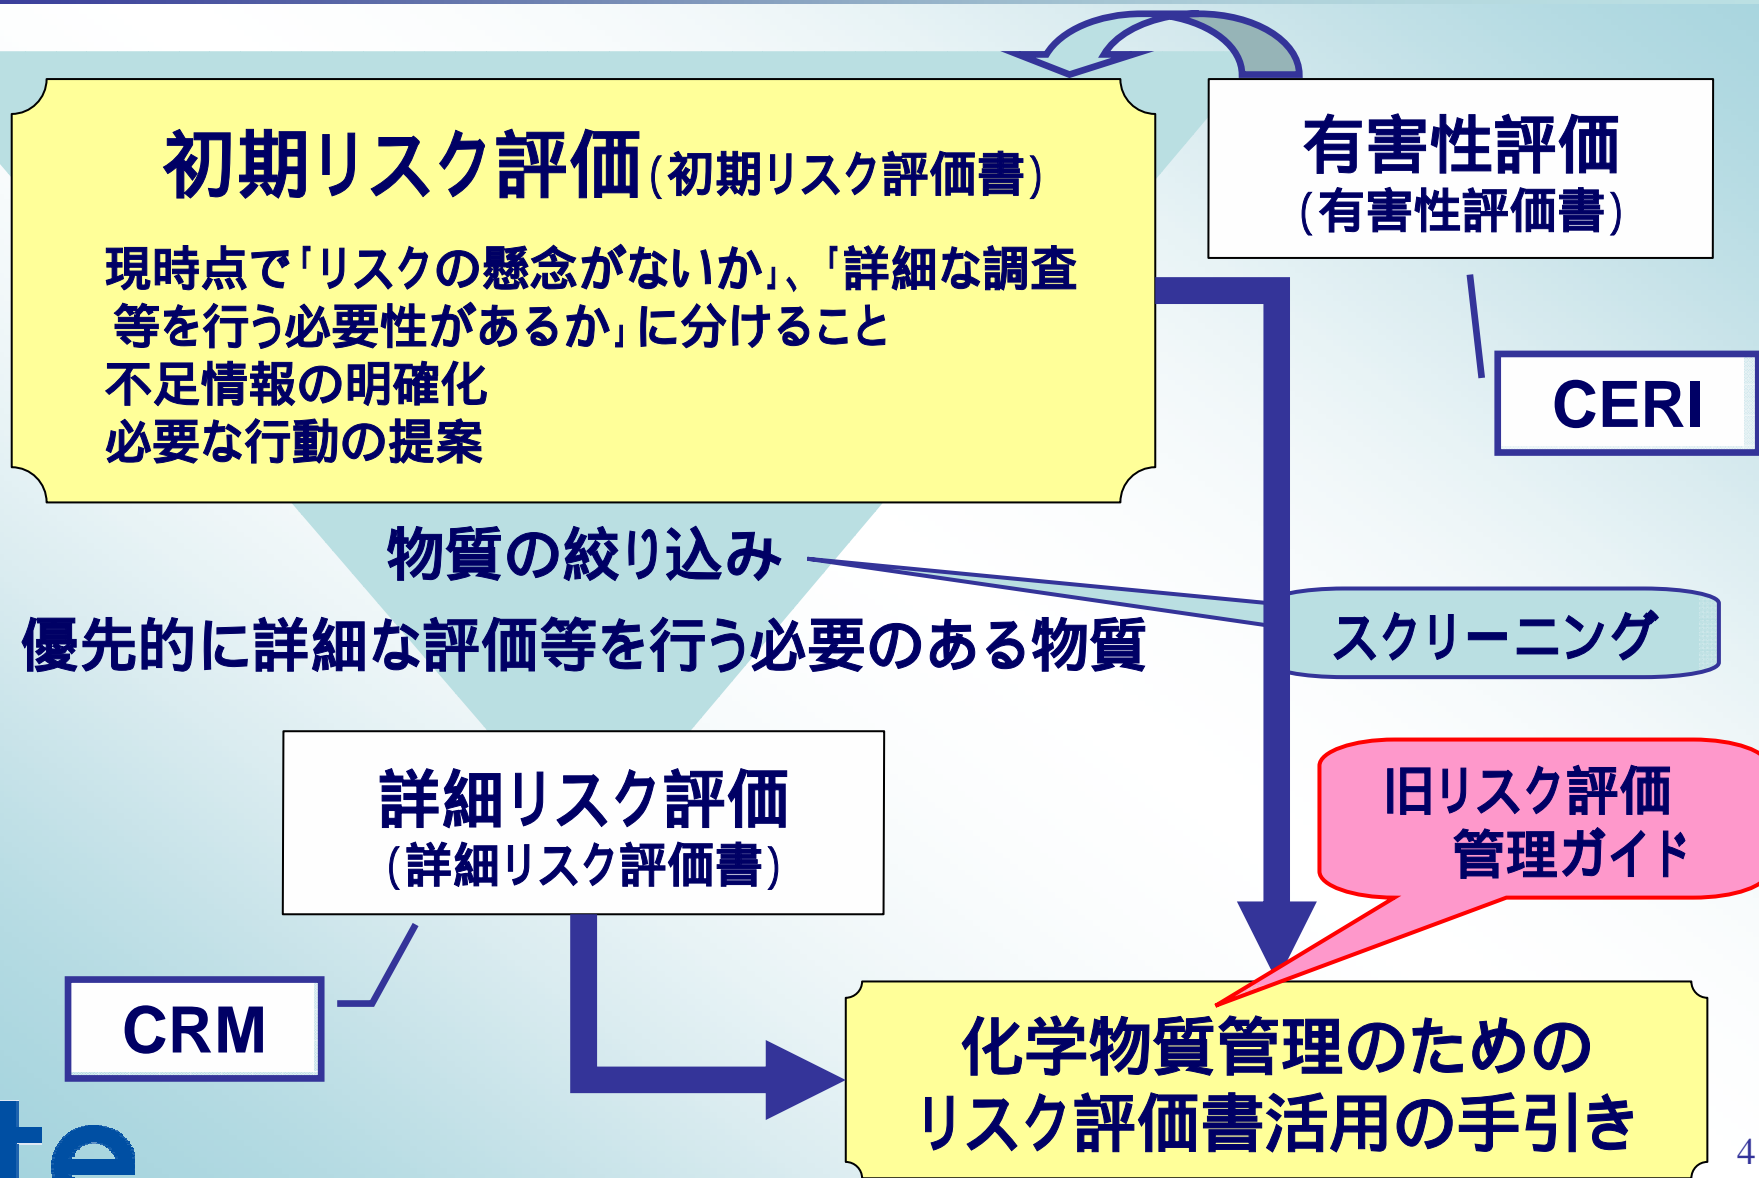 初期リスク評価(初期リスク評価書)
現時点で「リスクの懸念がないか」、「詳細な調査
等を行う必要性があるか」に分けること
不足情報の明確化
必要な行動の提案
有害性評価
(有害性評価書)
CERI
物質の絞り込み
優先的に詳細な評価等を行う必要のある物質
スクリーニング
詳細リスク評価
(詳細リスク評価書)
旧リスク評価
管理ガイド
CRM
化学物質管理のための
リスク評価書活用の手引き
te
4